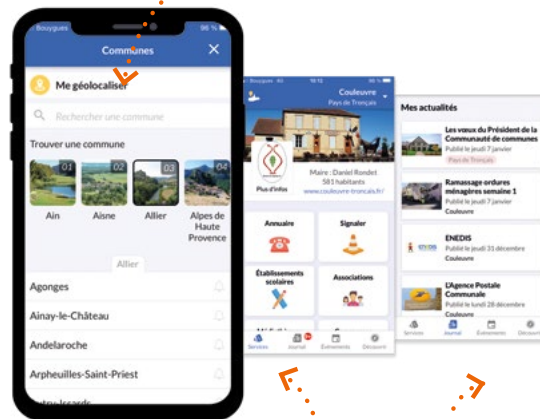 Bouygues 96 %
Communes ×
Me géolocaliser
Rechercher une commune
Trouver une commune
01 02 03 04
Ain Aisne Allier Alpes de
Haute
Provence
Allier
Agonges
Ainay-le-Château
Andelaroche
Arpheuilles-Saint-Priest
Couleuvre
Pays de Tronçais
Maire : Daniel Rondet
581 habitants
www.couleuvre-troncais.fr/
Plus d'infos
Annuaire Signaler
Établissements
scolaires
Associations
Services Journal Événements Découvrir
Mes actualités
Les vœux du Président de la
Communauté de communes
Publié le jeudi 7 janvier
Pays de Tronçais
Ramassage ordures
ménagères semaine 1
Publié le jeudi 7 janvier
Couleuvre
ENEDIS
Publié le jeudi 31 décembre
Couleuvre
L'Agence Postale
Communale
Publié le lundi 28 décembre
Couleuvre
Services Journal Événements